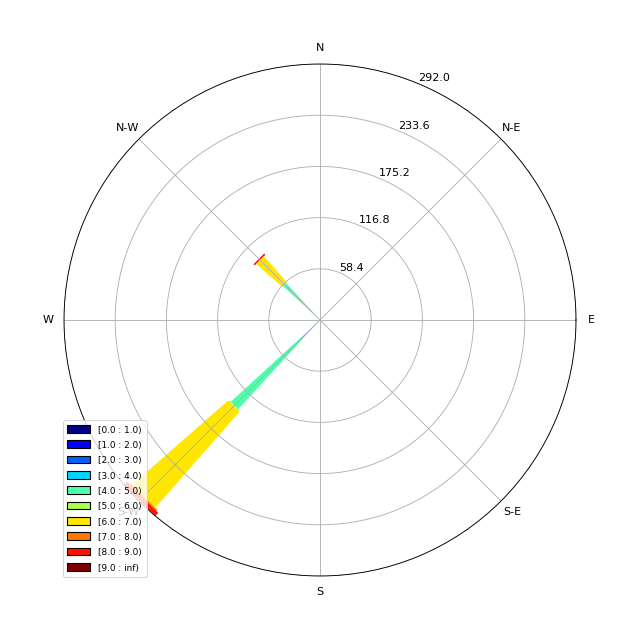 N
292.0
N-W
N-E
233.6
175.2
116.8
58.4
W
E
[0.0 : 1.0)
[1.0 : 2.0)
[2.0 : 3.0)
[3.0 : 4.0)
[4.0 : 5.0)
[5.0 : 6.0)
[6.0 : 7.0)
[7.0 : 8.0)
[8.0 : 9.0)
[9.0 : inf)
S-W
S-E
S